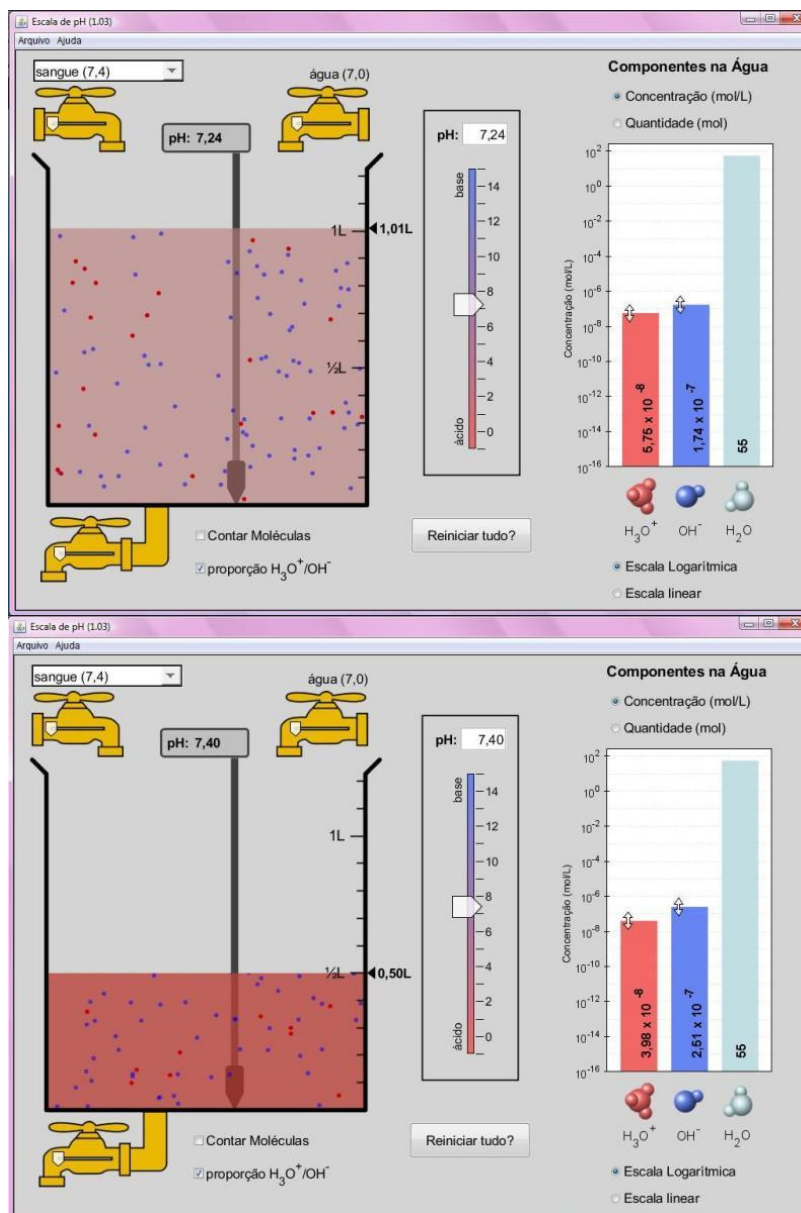 Escala de pH (1.03)
Arquivo Ajuda
sangue (7,4)
água (7,0)
pH: 7,24
1L
1,01L
½L
pH: 7,24
base
14
12
10
8
6
4
2
0
ácido
Contar Moléculas
proporção H₃O⁺/OH⁻
Reiniciar tudo?
Componentes na Água
Concentração (mol/L)
Quantidade (mol)
Concentração (mol/L)
10²
10⁰
10⁻²
10⁻⁴
10⁻⁶
10⁻⁸
10⁻¹⁰
10⁻¹²
10⁻¹⁴
10⁻¹⁶
5,75 x 10⁻⁸
1,74 x 10⁻⁷
55
H₃O⁺ OH⁻ H₂O
Escala Logarítmica
Escala linear
Escala de pH (1.03)
Arquivo Ajuda
sangue (7,4)
água (7,0)
pH: 7,40
1L
½L
0,50L
pH: 7,40
base
14
12
10
8
6
4
2
0
ácido
Contar Moléculas
proporção H₃O⁺/OH⁻
Reiniciar tudo?
Componentes na Água
Concentração (mol/L)
Quantidade (mol)
Concentração (mol/L)
10²
10⁰
10⁻²
10⁻⁴
10⁻⁶
10⁻⁸
10⁻¹⁰
10⁻¹²
10⁻¹⁴
10⁻¹⁶
3,98 x 10⁻⁸
2,51 x 10⁻⁷
55
H₃O⁺ OH⁻ H₂O
Escala Logarítmica
Escala linear